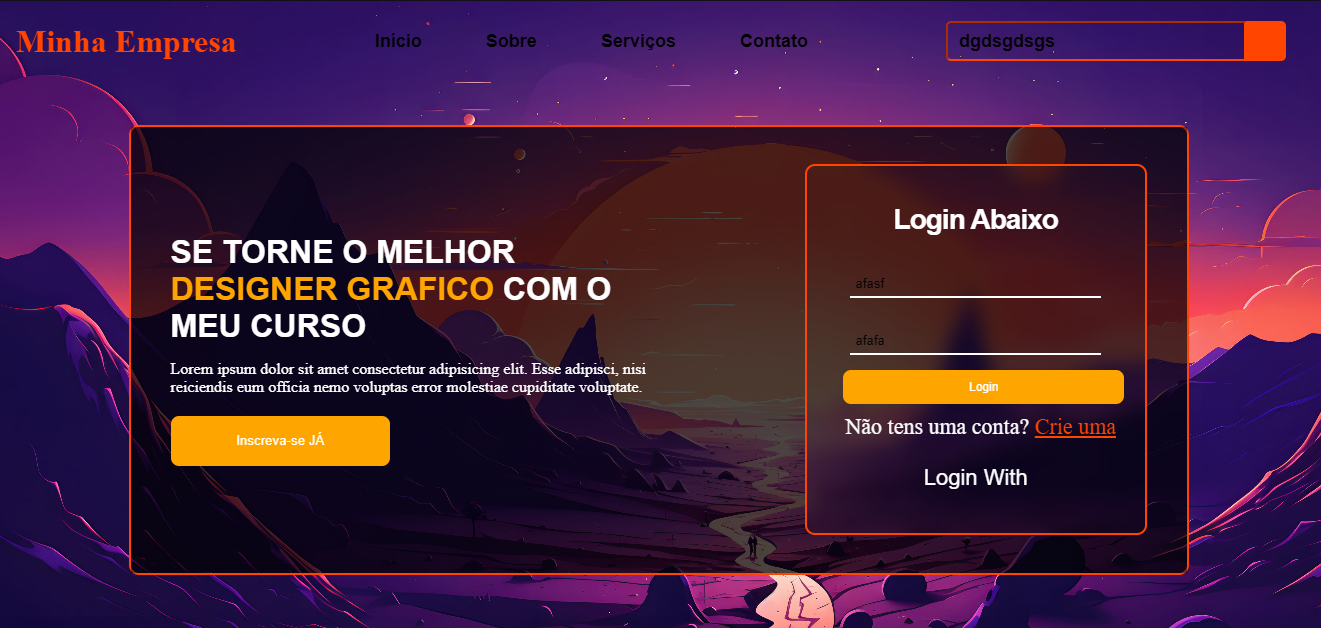 Minha Empresa
Início Sobre Serviços Contato
dgdsgdsgs
SE TORNE O MELHOR
DESIGNER GRAFICO COM O
MEU CURSO
Lorem ipsum dolor sit amet consectetur adipisicing elit. Esse adipisci, nisi
reiciendis eum officia nemo voluptas error molestiae cupiditate voluptate.
Inscreva-se JÁ
Login Abaixo
afasf
afafa
Login
Não tens uma conta? Crie uma
Login With